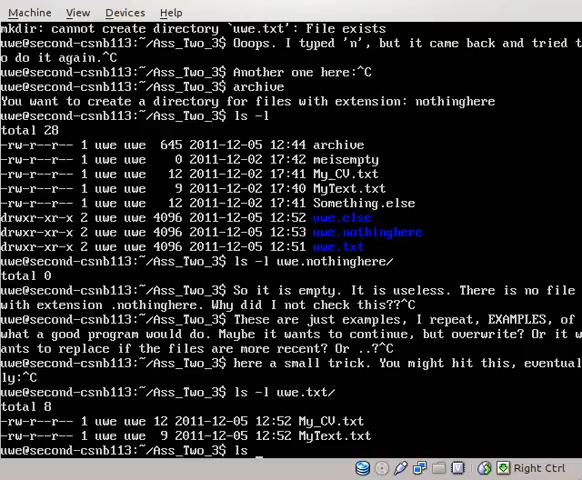 Machine View Devices Help
mkdir: cannot create directory `uwe.txt': File exists
uwe@second-csnb113:~/Ass_Two_3$ Ooops. I typed 'n', but it came back and tried t
o do it again.^C
uwe@second-csnb113:~/Ass_Two_3$ Another one here:^C
uwe@second-csnb113:~/Ass_Two_3$ archive
You want to create a directory for files with extension: nothinghere
uwe@second-csnb113:~/Ass_Two_3$ ls -l
total 28
-rw-r--r-- 1 uwe uwe  645 2011-12-05 12:44 archive
-rw-r--r-- 1 uwe uwe    0 2011-12-02 17:42 meisempty
-rw-r--r-- 1 uwe uwe   12 2011-12-02 17:41 My_CV.txt
-rw-r--r-- 1 uwe uwe    9 2011-12-02 17:40 MyText.txt
-rw-r--r-- 1 uwe uwe   12 2011-12-02 17:41 Something.else
drwxr-xr-x 2 uwe uwe 4096 2011-12-05 12:52 uwe.else
drwxr-xr-x 2 uwe uwe 4096 2011-12-05 12:53 uwe.nothinghere
drwxr-xr-x 2 uwe uwe 4096 2011-12-05 12:51 uwe.txt
uwe@second-csnb113:~/Ass_Two_3$ ls -l uwe.nothinghere/
total 0
uwe@second-csnb113:~/Ass_Two_3$ So it is empty. It is useless. There is no file
with extension .nothinghere. Why did I not check this??^C
uwe@second-csnb113:~/Ass_Two_3$ These are just examples, I repeat, EXAMPLES, of
what a good program would do. Maybe it wants to continue, but overwrite? Or it w
ants to replace if the files are more recent? Or ..?^C
uwe@second-csnb113:~/Ass_Two_3$ here a small trick. You might hit this, eventual
ly:^C
uwe@second-csnb113:~/Ass_Two_3$ ls -l uwe.txt/
total 8
-rw-r--r-- 1 uwe uwe 12 2011-12-05 12:52 My_CV.txt
-rw-r--r-- 1 uwe uwe  9 2011-12-05 12:52 MyText.txt
uwe@second-csnb113:~/Ass_Two_3$ ls _
Right Ctrl